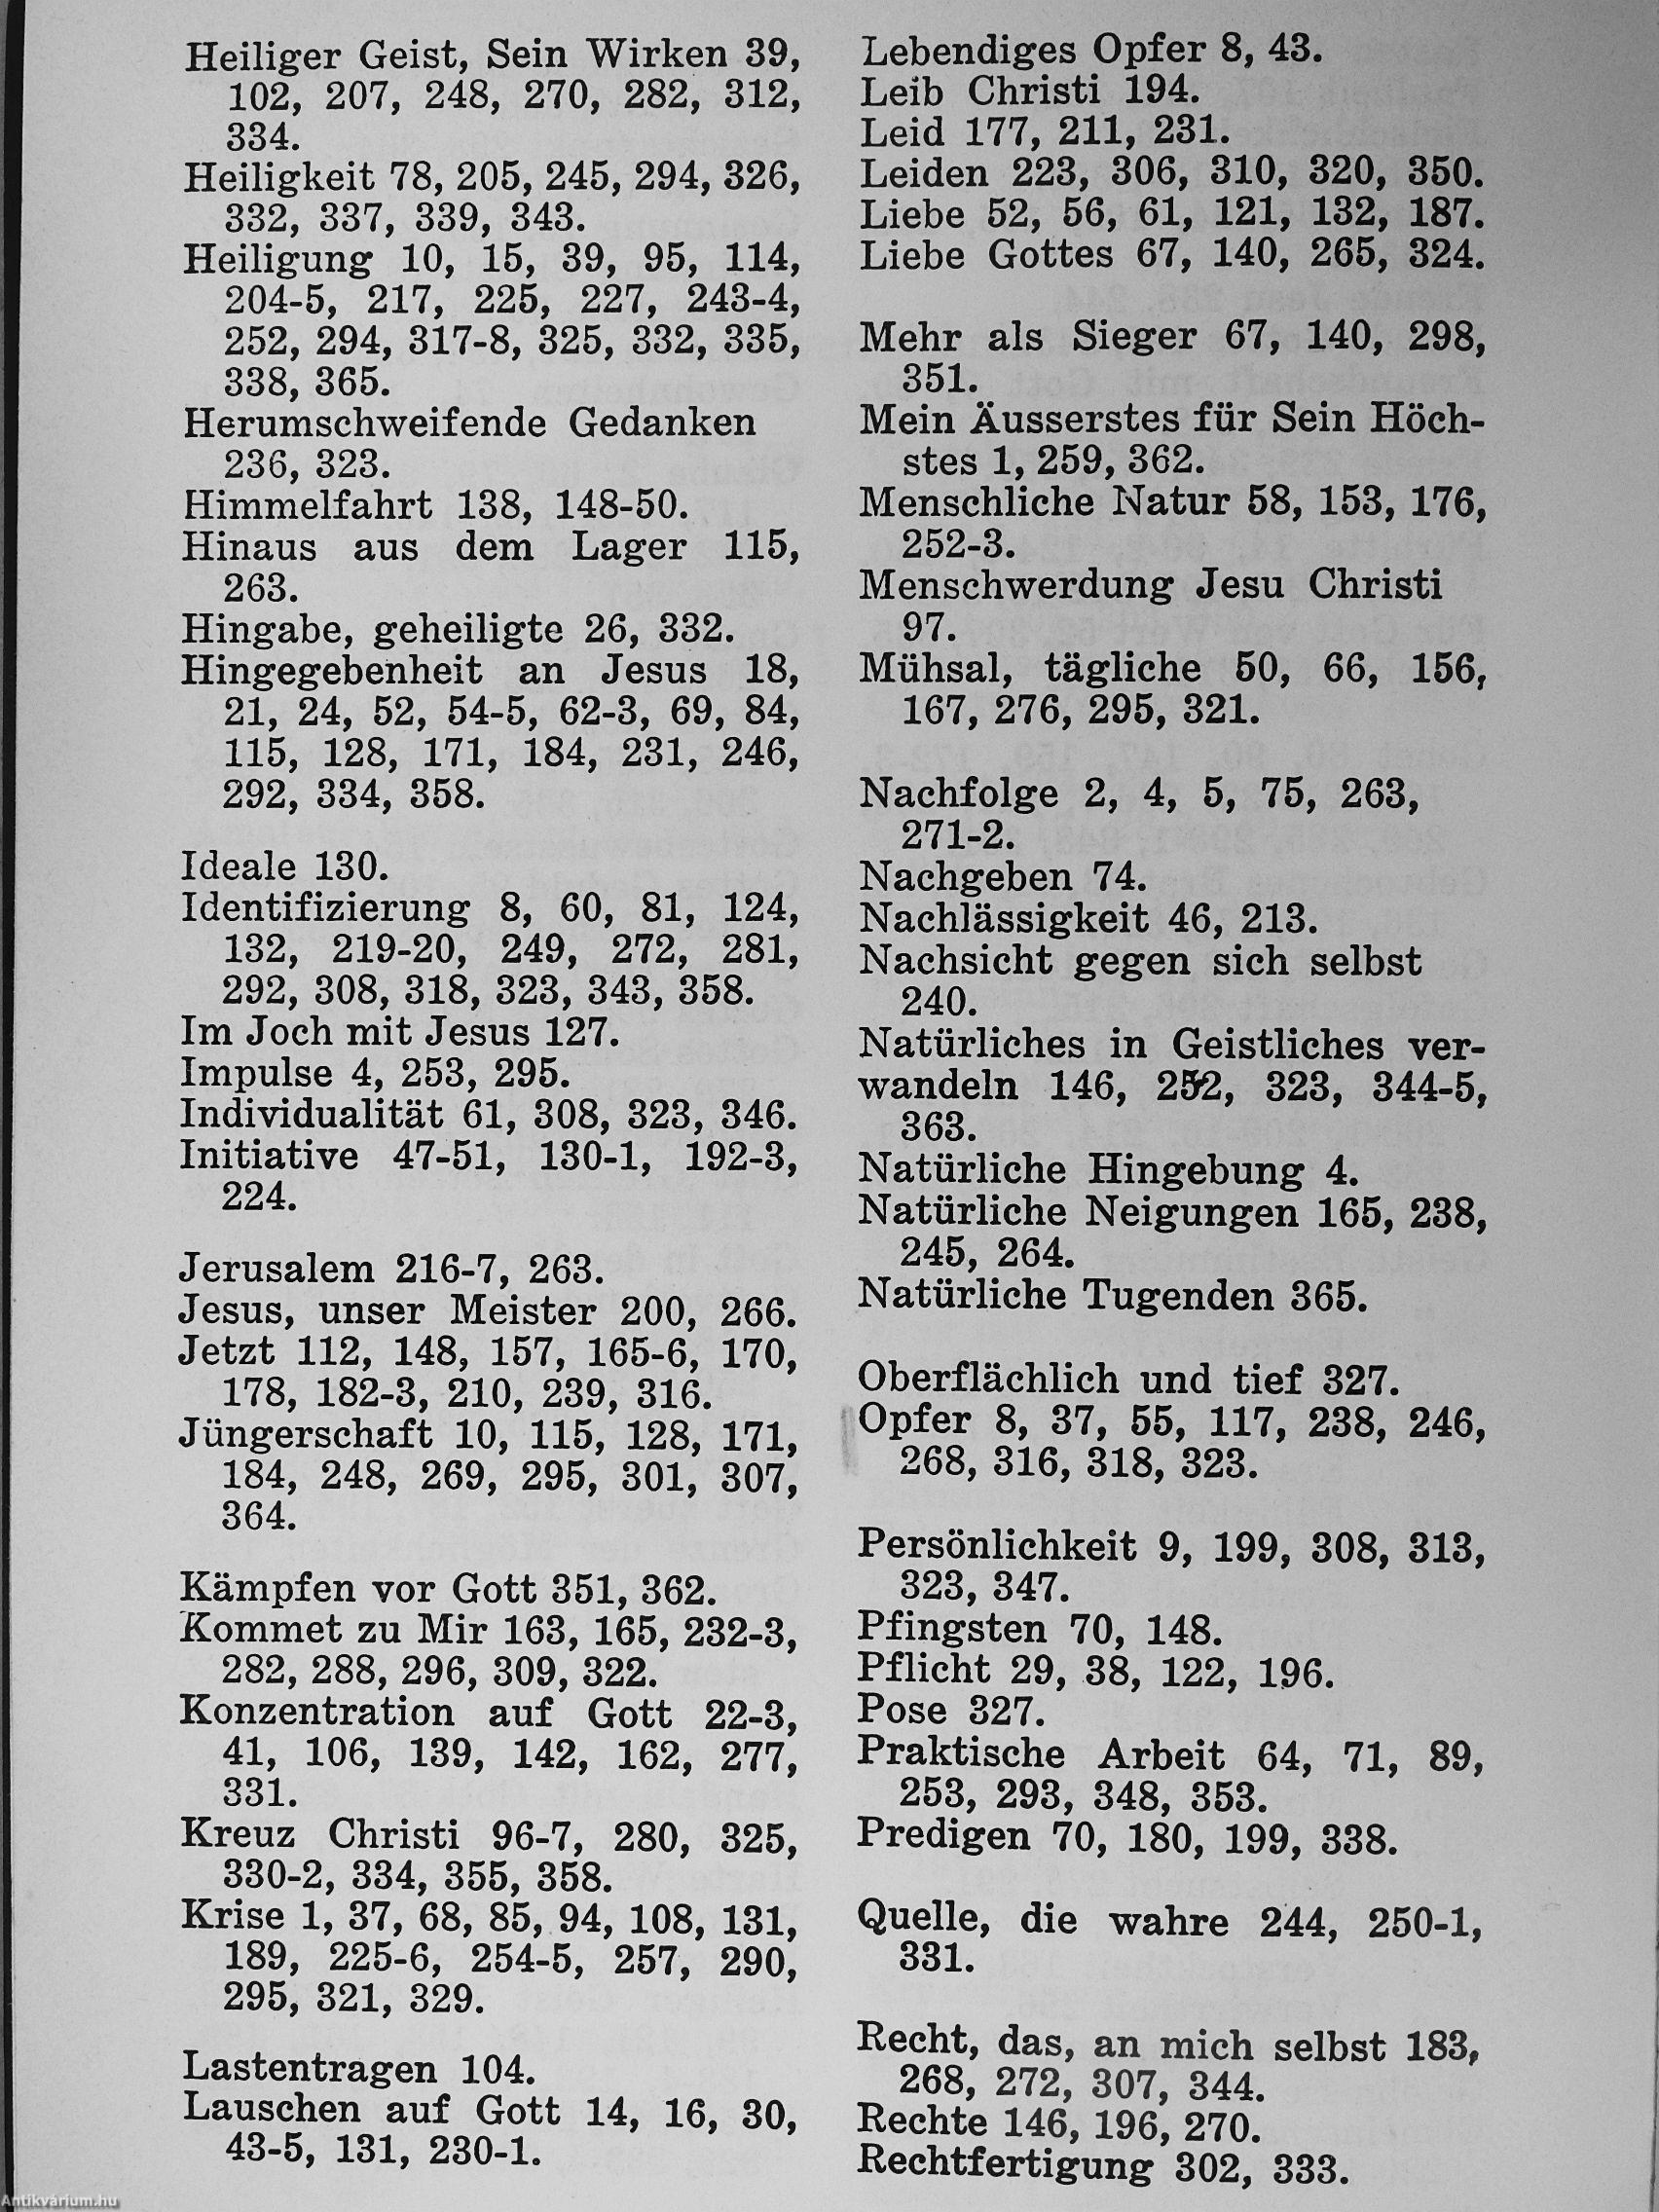 Heiliger Geist, Sein Wirken 39,
102, 207, 248, 270, 282, 312,
334.
Heiligkeit 78, 205, 245, 294, 326,
332, 337, 339, 343.
Heiligung 10, 15, 39, 95, 114,
204-5, 217, 225, 227, 243-4,
252, 294, 317-8, 325, 332, 335,
338, 365.
Herumschweifende Gedanken
236, 323.
Himmelfahrt 138, 148-50.
Hinaus aus dem Lager 115,
263.
Hingabe, geheiligte 26, 332.
Hingegebenheit an Jesus 18,
21, 24, 52, 54-5, 62-3, 69, 84,
115, 128, 171, 184, 231, 246,
292, 334, 358.
Ideale 130.
Identifizierung 8, 60, 81, 124,
132, 219-20, 249, 272, 281,
292, 308, 318, 323, 343, 358.
Im Joch mit Jesus 127.
Impulse 4, 253, 295.
Individualität 61, 308, 323, 346.
Initiative 47-51, 130-1, 192-3,
224.
Jerusalem 216-7, 263.
Jesus, unser Meister 200, 266.
Jetzt 112, 148, 157, 165-6, 170,
178, 182-3, 210, 239, 316.
Jüngerschaft 10, 115, 128, 171,
184, 248, 269, 295, 301, 307,
364.
Kämpfen vor Gott 351, 362.
Kommet zu Mir 163, 165, 232-3,
282, 288, 296, 309, 322.
Konzentration auf Gott 22-3,
41, 106, 139, 142, 162, 277,
331.
Kreuz Christi 96-7, 280, 325,
330-2, 334, 355, 358.
Krise 1, 37, 68, 85, 94, 108, 131,
189, 225-6, 254-5, 257, 290,
295, 321, 329.
Lastentragen 104.
Lauschen auf Gott 14, 16, 30,
43-5, 131, 230-1.
Lebendiges Opfer 8, 43.
Leib Christi 194.
Leid 177, 211, 231.
Leiden 223, 306, 310, 320, 350.
Liebe 52, 56, 61, 121, 132, 187.
Liebe Gottes 67, 140, 265, 324.
Mehr als Sieger 67, 140, 298,
351.
Mein Äusserstes für Sein Höch-
stes 1, 259, 362.
Menschliche Natur 58, 153, 176,
252-3.
Menschwerdung Jesu Christi
97.
Mühsal, tägliche 50, 66, 156,
167, 276, 295, 321.
Nachfolge 2, 4, 5, 75, 263,
271-2.
Nachgeben 74.
Nachlässigkeit 46, 213.
Nachsicht gegen sich selbst
240.
Natürliches in Geistliches ver-
wandeln 146, 252, 323, 344-5,
363.
Natürliche Hingebung 4.
Natürliche Neigungen 165, 238,
245, 264.
Natürliche Tugenden 365.
Oberflächlich und tief 327.
Opfer 8, 37, 55, 117, 238, 246,
268, 316, 318, 323.
Persönlichkeit 9, 199, 308, 313,
323, 347.
Pfingsten 70, 148.
Pflicht 29, 38, 122, 196.
Pose 327.
Praktische Arbeit 64, 71, 89,
253, 293, 348, 353.
Predigen 70, 180, 199, 338.
Quelle, die wahre 244, 250-1,
331.
Recht, das, an mich selbst 183,
268, 272, 307, 344.
Rechte 146, 196, 270.
Rechtfertigung 302, 333.
Antikvárium.hu